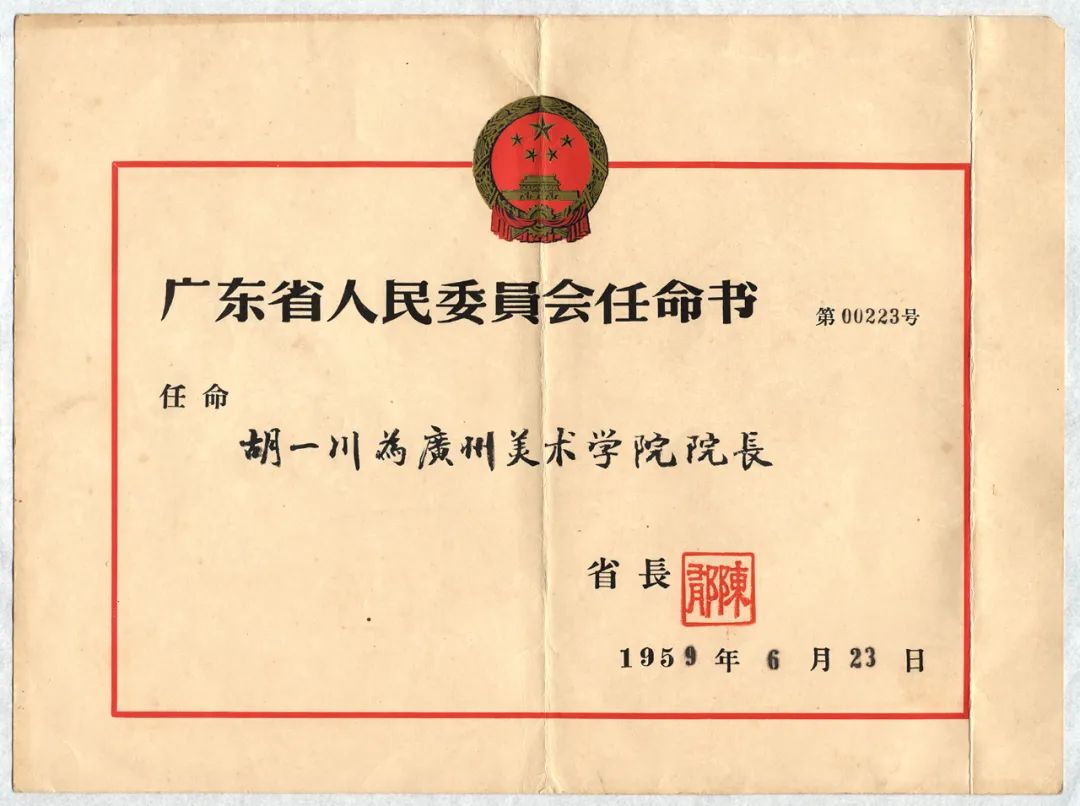 广东省人民委員会任命书
第00223号
任命
胡一川為廣州美术学院院長
省長
陳郁
1959年6月23日